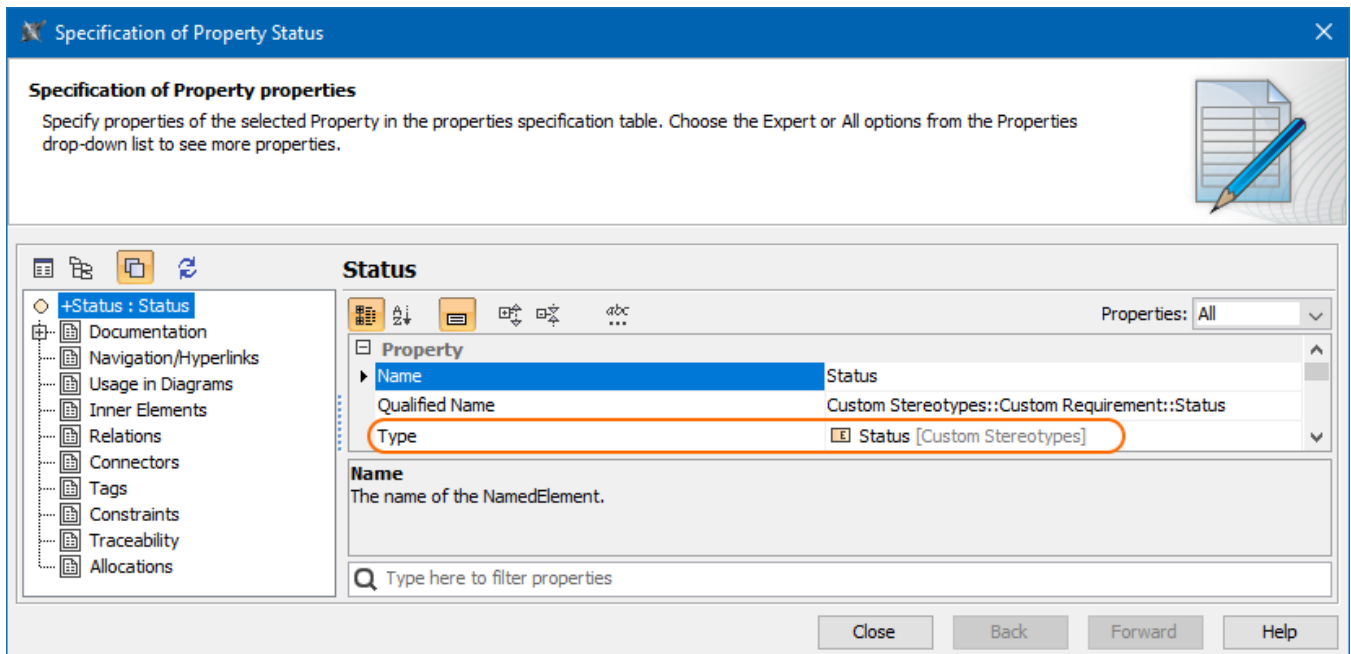 Specification of Property Status
Specification of Property properties
Specify properties of the selected Property in the properties specification table. Choose the Expert or All options from the Properties
drop-down list to see more properties.
+Status : Status
Documentation
Navigation/Hyperlinks
Usage in Diagrams
Inner Elements
Relations
Connectors
Tags
Constraints
Traceability
Allocations
Status
abc
Properties: All
Property
Name Status
Qualified Name Custom Stereotypes::Custom Requirement::Status
Type E Status [Custom Stereotypes]
Name
The name of the NamedElement.
Type here to filter properties
Close Back Forward Help